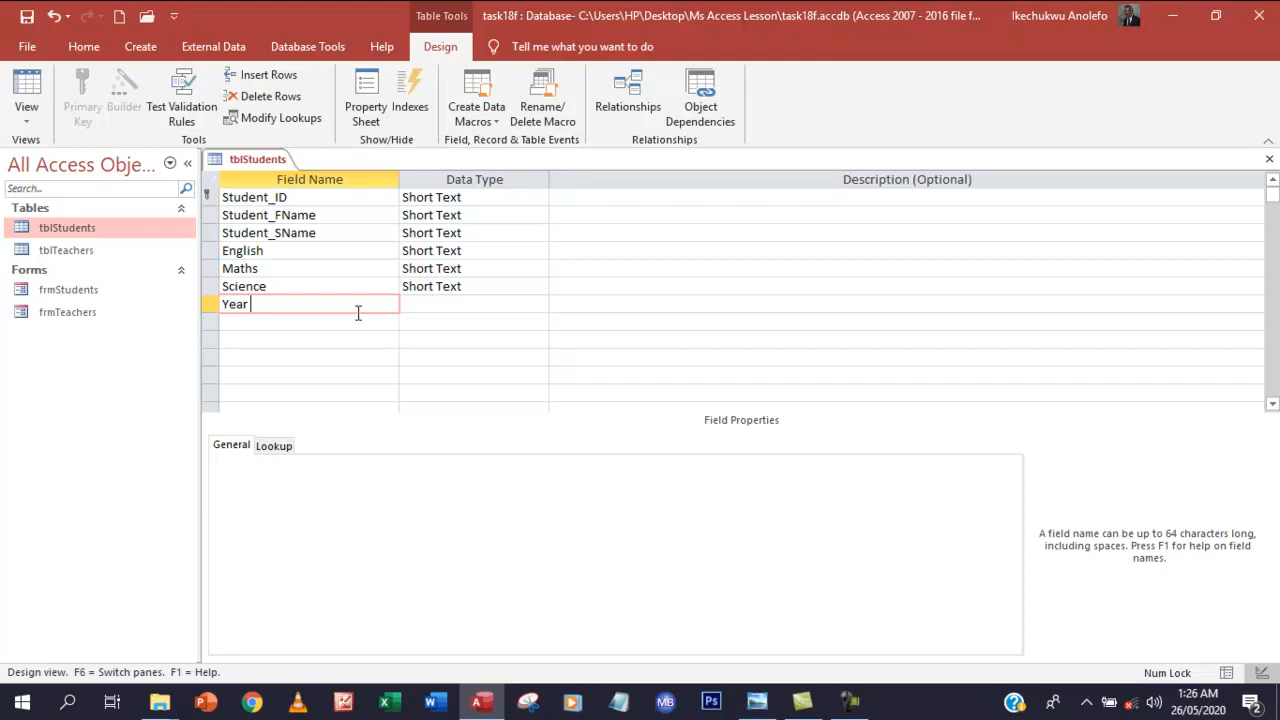 Table Tools
task18f : Database- C:\Users\HP\Desktop\Ms Access Lesson\task18f.accdb (Access 2007 - 2016 file f...
Ikechukwu Anolefo
File
Home
Create
External Data
Database Tools
Help
Design
Tell me what you want to do
View
Primary Key
Builder
Test Validation Rules
Insert Rows
Delete Rows
Modify Lookups
Property Sheet
Indexes
Create Data Macros
Rename/ Delete Macro
Relationships
Object Dependencies
Views
Tools
Show/Hide
Field, Record & Table Events
Relationships
All Access Obje...
Search...
Tables
tblStudents
tblTeachers
Forms
frmStudents
frmTeachers
tblStudents
Field Name Data Type Description (Optional)
Student_ID Short Text
Student_FName Short Text
Student_SName Short Text
English Short Text
Maths Short Text
Science Short Text
Year
Field Properties
General Lookup
A field name can be up to 64 characters long,
including spaces. Press F1 for help on field
names.
Design view. F6 = Switch panes. F1 = Help.
Num Lock
1:26 AM
26/05/2020
MB
Ps
2